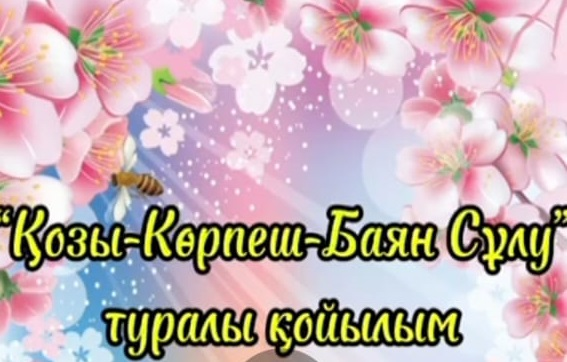 “Қозы-Көрпеш-Баян Сұлу”
туралы қойылым